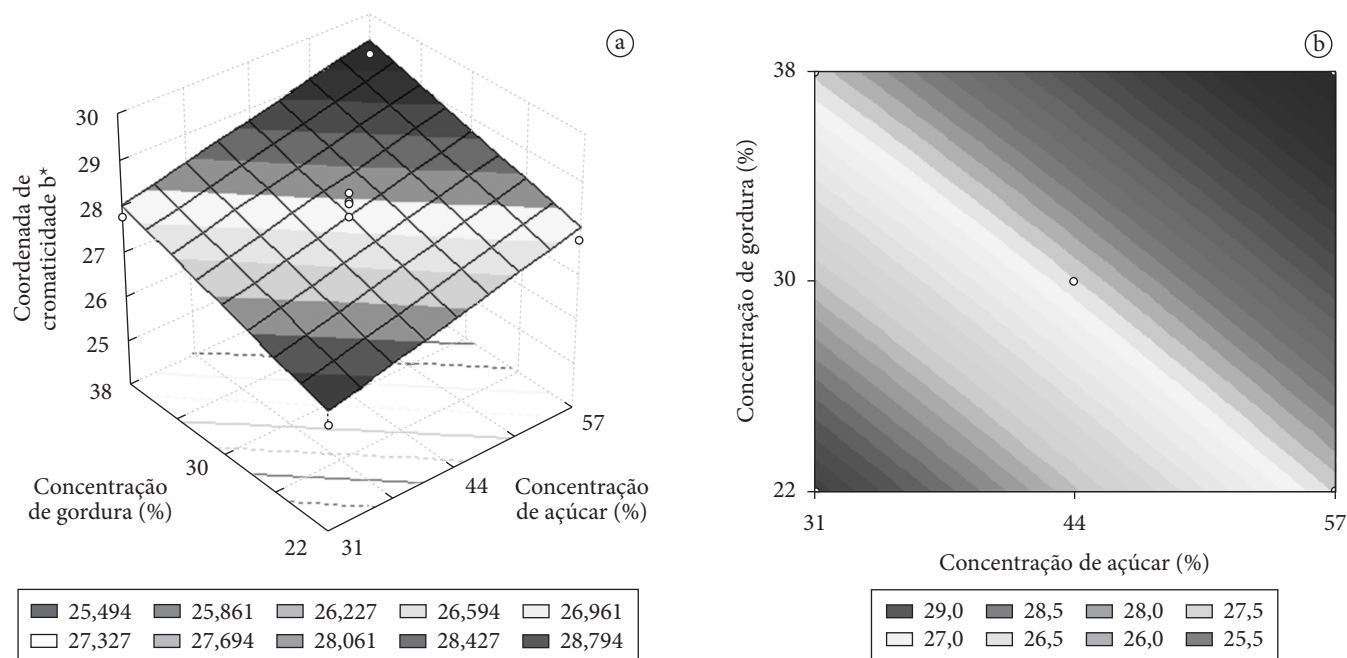 a
30
29
28
27
26
25
Coordenada de
cromaticidade b*
38
30
22
Concentração
de gordura (%)
31
44
57
Concentração
de açúcar (%)
25,494 25,861 26,227 26,594 26,961
27,327 27,694 28,061 28,427 28,794
b
38
30
22
Concentração de gordura (%)
31 44 57
Concentração de açúcar (%)
29,0 28,5 28,0 27,5
27,0 26,5 26,0 25,5